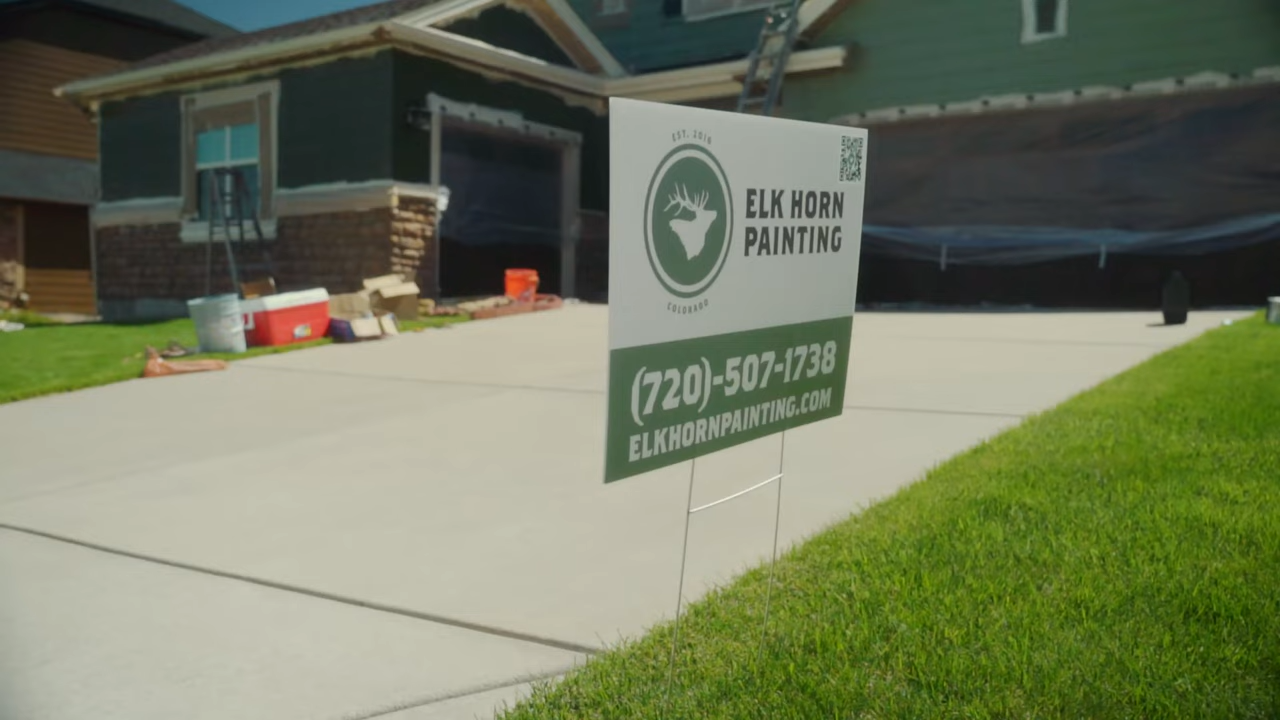 EST. 2016
ELK HORN
PAINTING
COLORADO
(720)-507-1738
ELKHORNPAINTING.COM